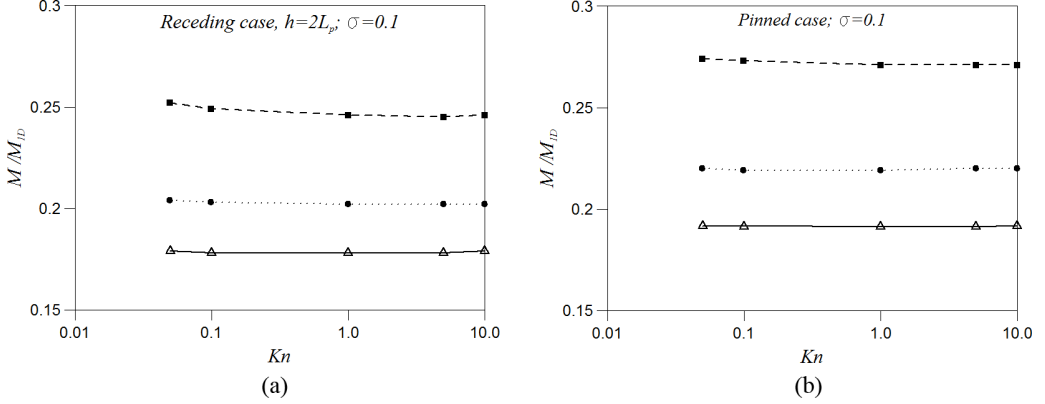 Receding case, h=2Lₚ; σ=0.1
0.3
0.25
0.2
0.15
M /M₁D
0.01 0.1 1.0 10.0
Kn
(a)
Pinned case; σ=0.1
0.3
0.25
0.2
0.15
M /M₁D
0.01 0.1 1.0 10.0
Kn
(b)